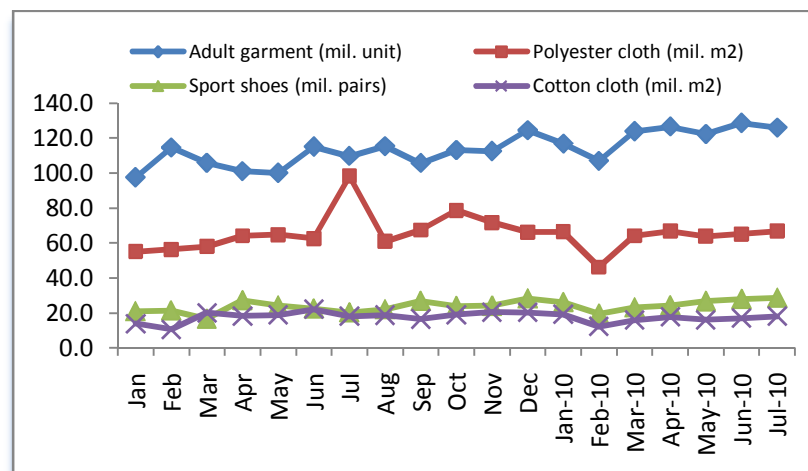 Adult garment (mil. unit) Polyester cloth (mil. m2)
Sport shoes (mil. pairs) Cotton cloth (mil. m2)
140.0
120.0
100.0
80.0
60.0
40.0
20.0
0.0
Jan Feb Mar Apr May Jun Jul Aug Sep Oct Nov Dec Jan-10 Feb-10 Mar-10 Apr-10 May-10 Jun-10 Jul-10